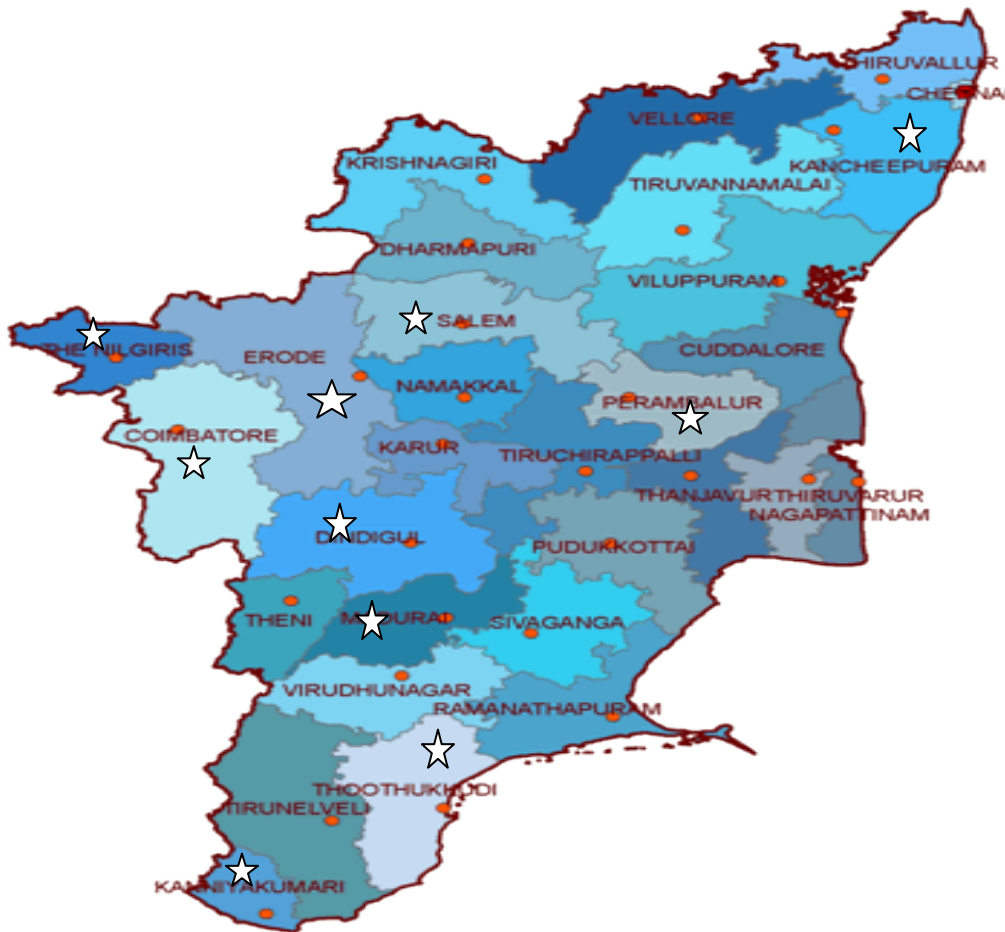 THIRUVALLUR
CHENNAI
VELLORE
KANCHEEPURAM
KRISHNAGIRI
TIRUVANNAMALAI
DHARMAPURI
VILUPPURAM
SALEM
THE NILGIRIS
ERODE
CUDDALORE
NAMAKKAL
PERAMBALUR
COIMBATORE
KARUR
TIRUCHIRAPPALLI
THANJAVUR
THIRUVARUR
NAGAPATTINAM
DINDIGUL
PUDUKKOTTAI
THENI
MADURAI
SIVAGANGA
VIRUDHUNAGAR
RAMANATHAPURAM
THOOTHUKHUDI
TIRUNELVELI
KANNIYAKUMARI